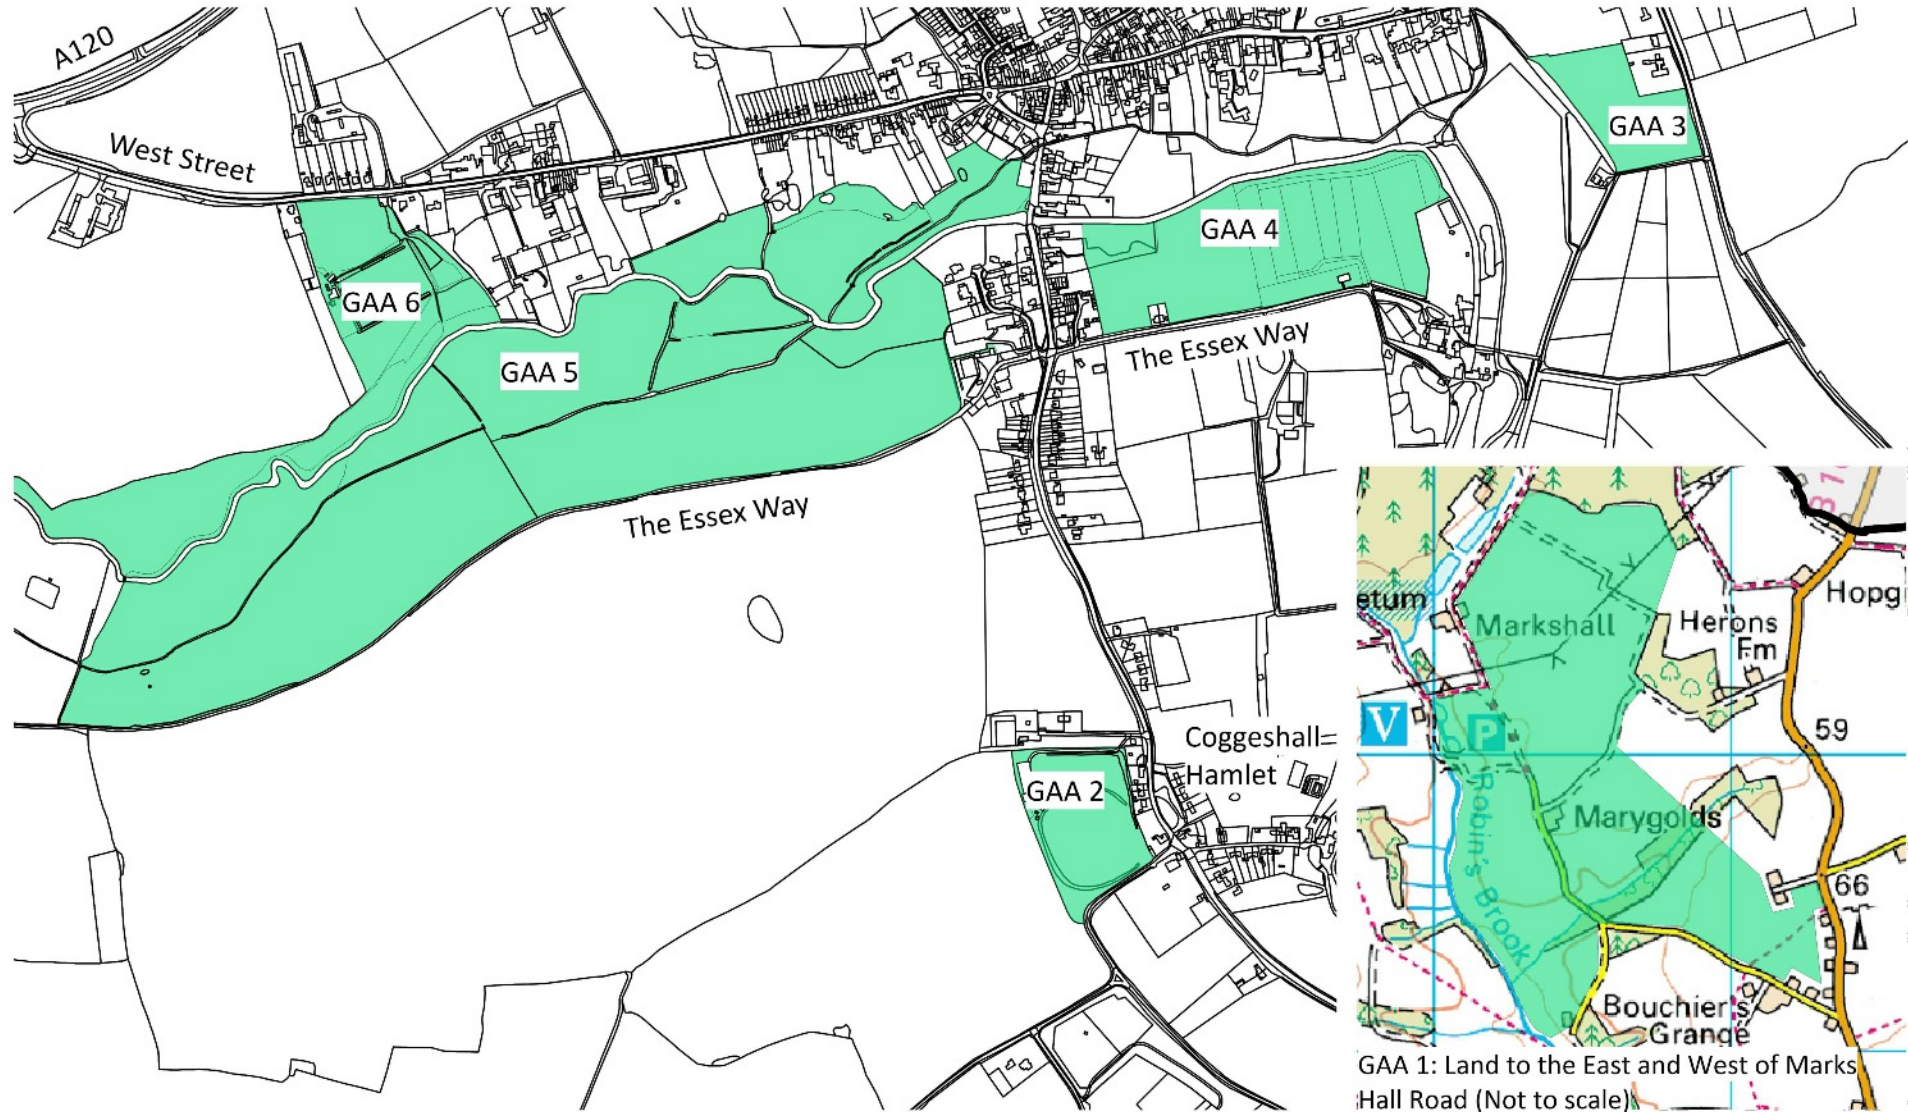 A120
West Street
GAA 3
GAA 4
GAA 6
GAA 5
The Essex Way
The Essex Way
Coggeshall
Hamlet
GAA 2
etum
Markshall
Herons
Fm
Hopg
V
P
59
Robin's Brook
Marygolds
66
Bouchier's
Grange
GAA 1: Land to the East and West of Marks
Hall Road (Not to scale)